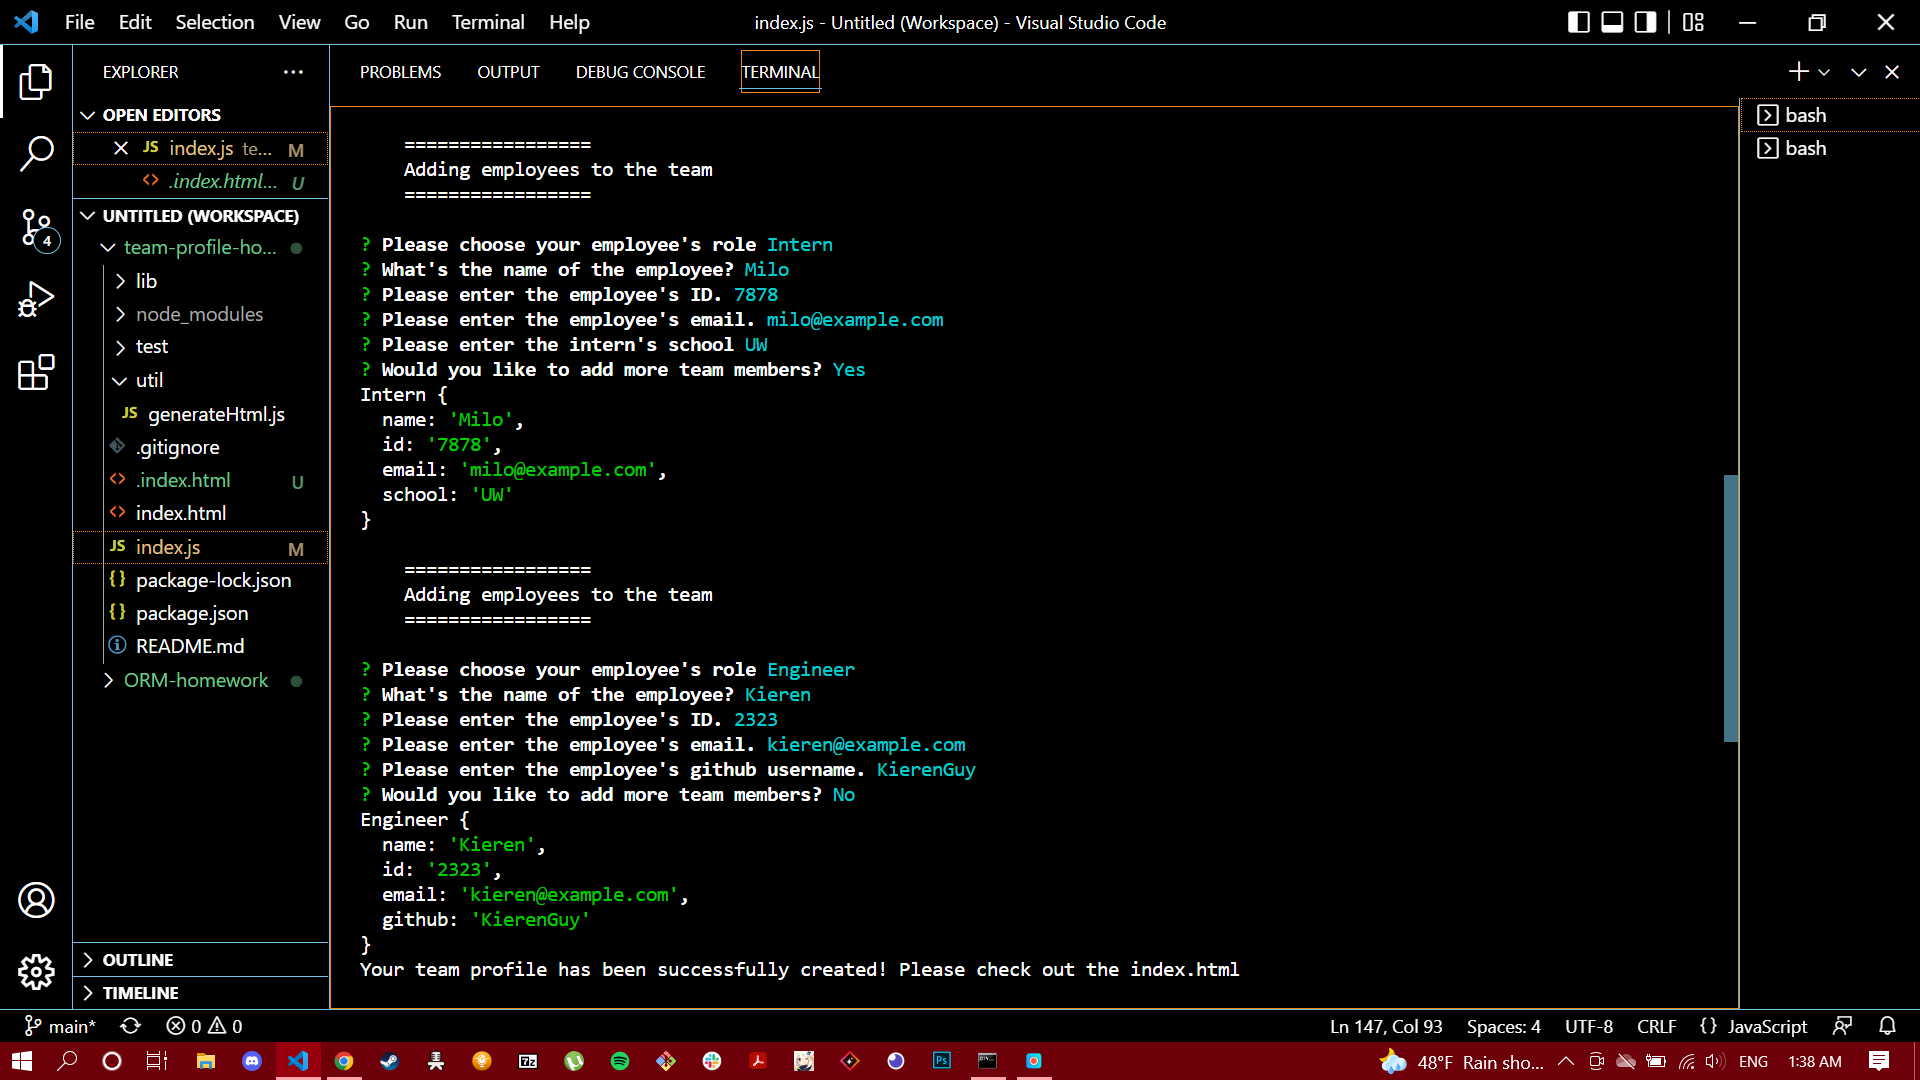 File Edit Selection View Go Run Terminal Help
index.js - Untitled (Workspace) - Visual Studio Code
EXPLORER
OPEN EDITORS
JS index.js te... M
<> .index.html... U
UNTITLED (WORKSPACE)
team-profile-ho...
lib
node_modules
test
util
JS generateHtml.js
.gitignore
<> .index.html U
<> index.html
JS index.js M
{} package-lock.json
{} package.json
README.md
ORM-homework
OUTLINE
TIMELINE
4
PROBLEMS OUTPUT DEBUG CONSOLE TERMINAL
=================
Adding employees to the team
=================
? Please choose your employee's role Intern
? What's the name of the employee? Milo
? Please enter the employee's ID. 7878
? Please enter the employee's email. milo@example.com
? Please enter the intern's school UW
? Would you like to add more team members? Yes
Intern {
name: 'Milo',
id: '7878',
email: 'milo@example.com',
school: 'UW'
}
=================
Adding employees to the team
=================
? Please choose your employee's role Engineer
? What's the name of the employee? Kieren
? Please enter the employee's ID. 2323
? Please enter the employee's email. kieren@example.com
? Please enter the employee's github username. KierenGuy
? Would you like to add more team members? No
Engineer {
name: 'Kieren',
id: '2323',
email: 'kieren@example.com',
github: 'KierenGuy'
}
Your team profile has been successfully created! Please check out the index.html
bash
bash
main* 0 0
Ln 147, Col 93 Spaces: 4 UTF-8 CRLF {} JavaScript
7z Ps
48°F Rain sho... ENG 1:38 AM